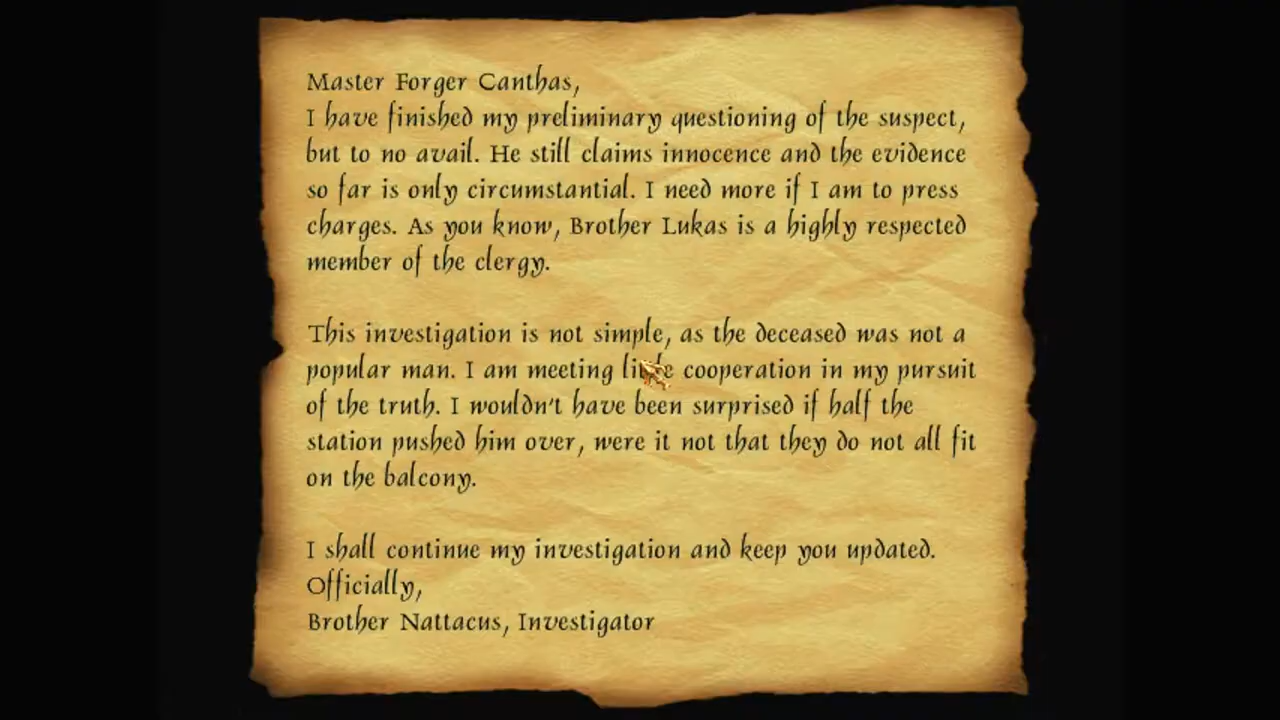 Master Forger Canthas,
I have finished my preliminary questioning of the suspect,
but to no avail. He still claims innocence and the evidence
so far is only circumstantial. I need more if I am to press
charges. As you know, Brother Lukas is a highly respected
member of the clergy.
This investigation is not simple, as the deceased was not a
popular man. I am meeting little cooperation in my pursuit
of the truth. I wouldn't have been surprised if half the
station pushed him over, were it not that they do not all fit
on the balcony.
I shall continue my investigation and keep you updated.
Officially,
Brother Nattacus, Investigator